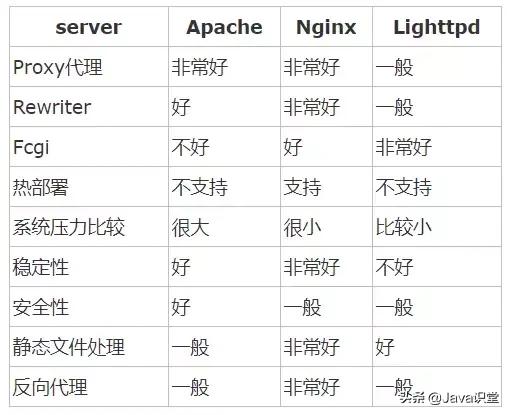 server Apache Nginx Lighttpd
Proxy代理 非常好 非常好 一般
Rewriter 好 非常好 一般
Fcgi 不好 好 非常好
热部署 不支持 支持 不支持
系统压力比较 很大 很小 比较小
稳定性 好 非常好 不好
安全性 好 一般 一般
静态文件处理 一般 非常好 好
反向代理 一般 非常好 一般
头条 @Java识堂